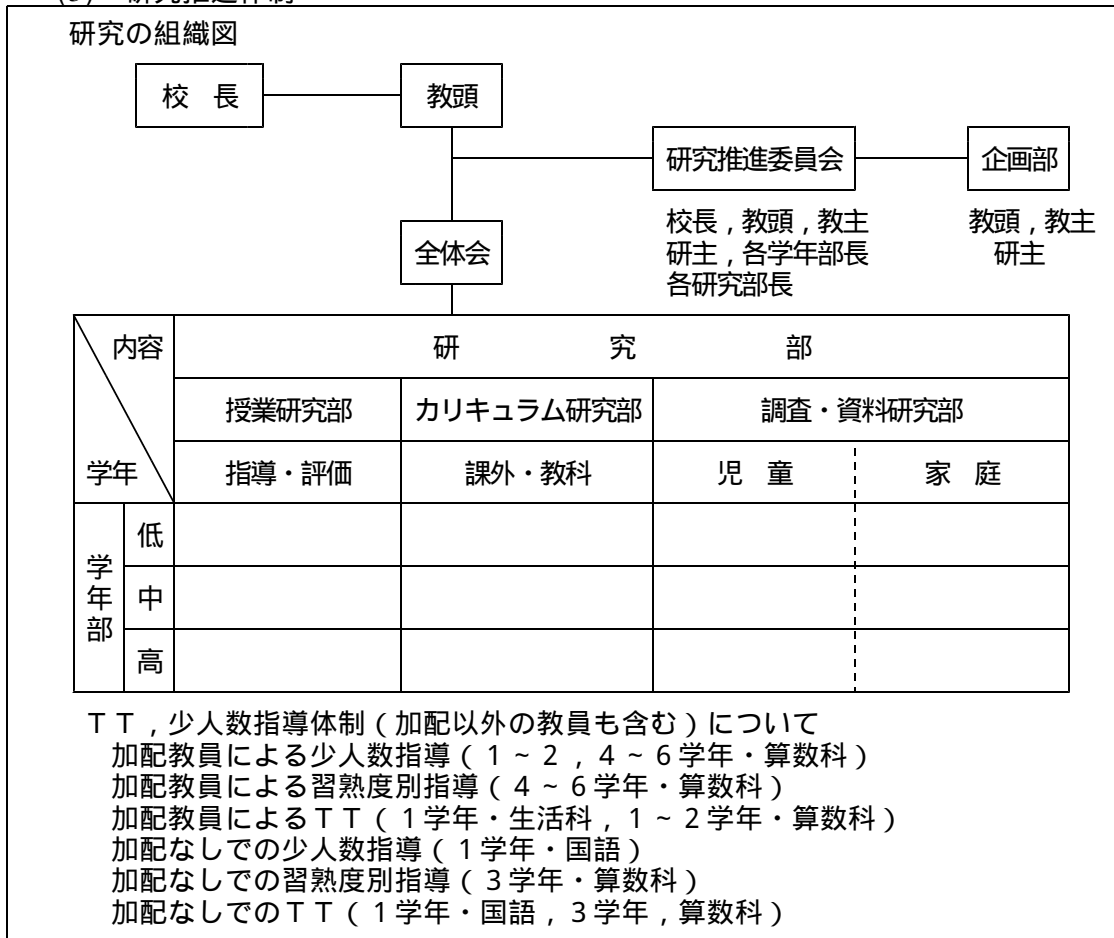 研究の組織図
校 長
教頭
研究推進委員会
企画部
校長，教頭，教主
研主，各学年部長
各研究部長
教頭，教主
研主
全体会
内容
学年
研 究 部
授業研究部
カリキュラム研究部
調査・資料研究部
指導・評価
課外・教科
児 童
家 庭
学年部
低
中
高
ＴＴ，少人数指導体制（加配以外の教員も含む）について
加配教員による少人数指導（１~２，４~６学年・算数科）
加配教員による習熟度別指導（４~６学年・算数科）
加配教員によるＴＴ（１学年・生活科，１~２学年・算数科）
加配なしでの少人数指導（１学年・国語）
加配なしでの習熟度別指導（３学年・算数科）
加配なしでのＴＴ（１学年・国語，３学年，算数科）